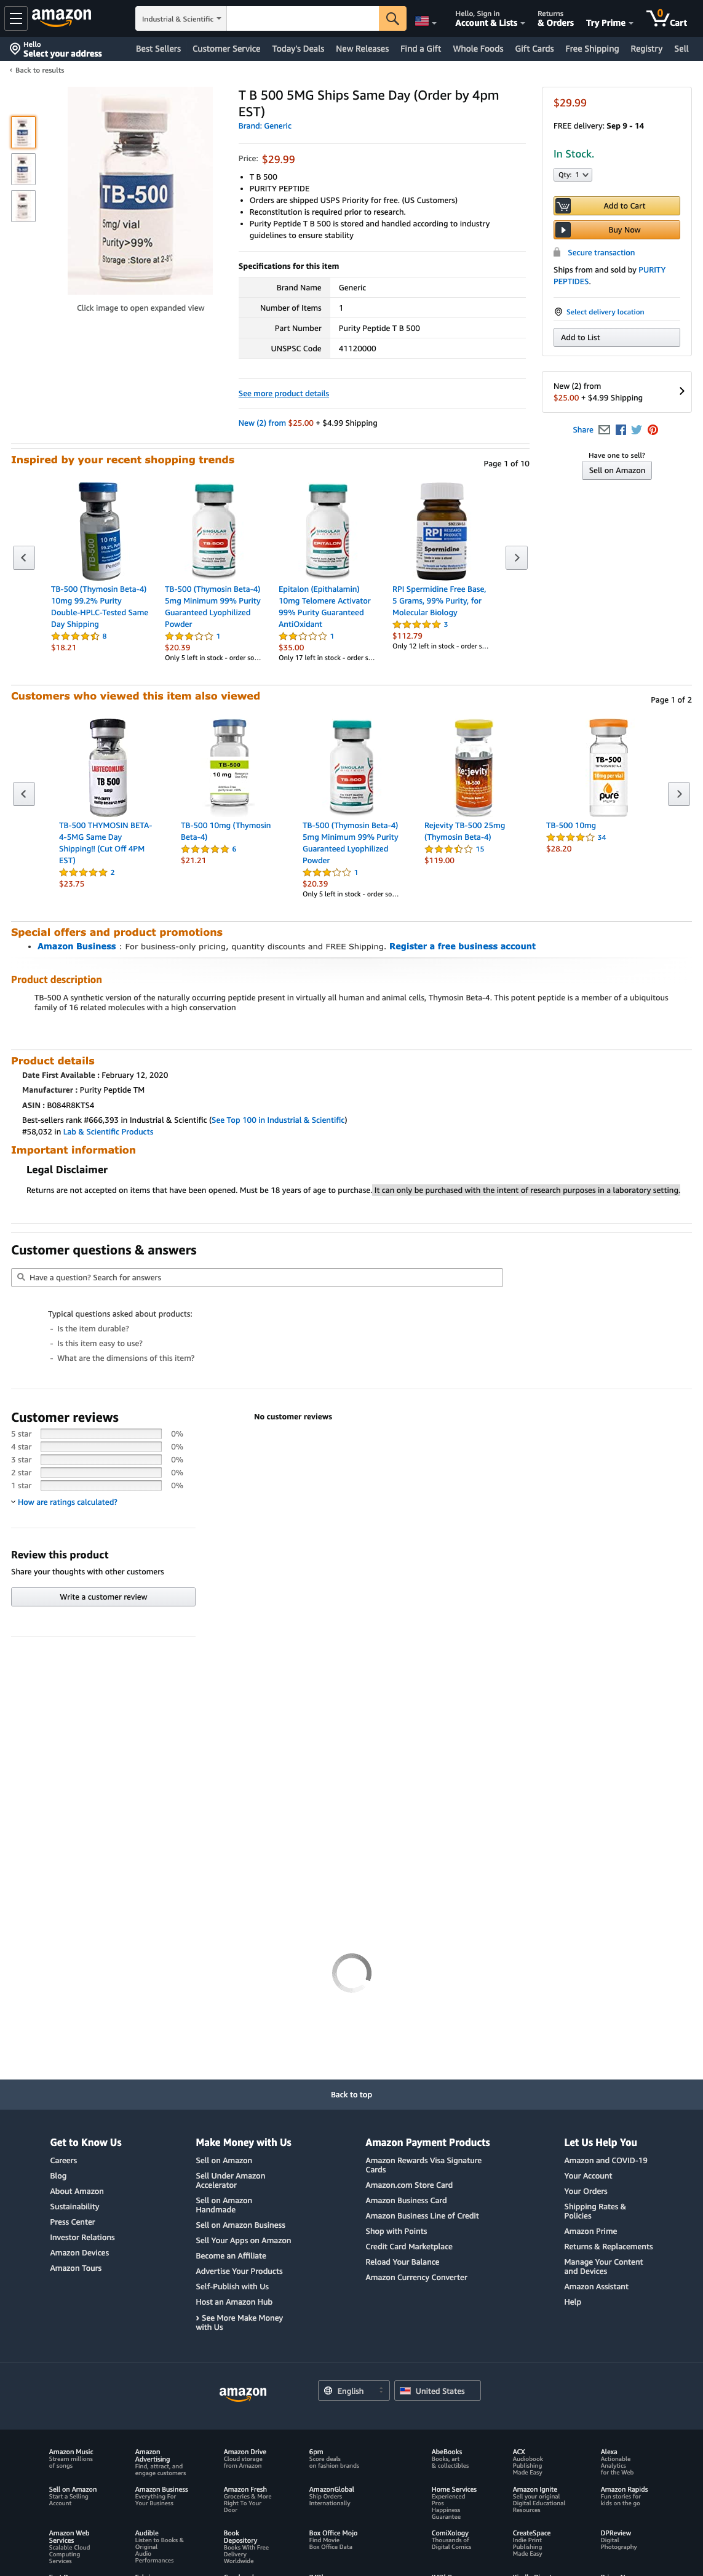 amazon
Industrial & Scientific
Hello, Sign in
Account & Lists
Returns
& Orders
Try Prime
0
Cart
Hello
Select your address
Best Sellers
Customer Service
Today's Deals
New Releases
Find a Gift
Whole Foods
Gift Cards
Free Shipping
Registry
Sell
‹ Back to results
TB-500
5mg/ vial
Purity>99%
Storage :Store at 2-8°C
Click image to open expanded view
T B 500 5MG Ships Same Day (Order by 4pm
EST)
Brand: Generic
Price: $29.99
• T B 500
• PURITY PEPTIDE
• Orders are shipped USPS Priority for free. (US Customers)
• Reconstitution is required prior to research.
• Purity Peptide T B 500 is stored and handled according to industry
guidelines to ensure stability
Specifications for this item
Brand Name Generic
Number of Items 1
Part Number Purity Peptide T B 500
UNSPSC Code 41120000
See more product details
New (2) from $25.00 + $4.99 Shipping
$29.99
FREE delivery: Sep 9 - 14
In Stock.
Qty: 1
Add to Cart
Buy Now
Secure transaction
Ships from and sold by PURITY
PEPTIDES.
Select delivery location
Add to List
New (2) from
$25.00 + $4.99 Shipping
Share
Have one to sell?
Sell on Amazon
Inspired by your recent shopping trends
Page 1 of 10
TB-500 (Thymosin Beta-4)
10mg 99.2% Purity
Double-HPLC-Tested Same
Day Shipping
8
$18.21
TB-500 (Thymosin Beta-4)
5mg Minimum 99% Purity
Guaranteed Lyophilized
Powder
1
$20.39
Only 5 left in stock - order so…
Epitalon (Epithalamin)
10mg Telomere Activator
99% Purity Guaranteed
AntiOxidant
1
$35.00
Only 17 left in stock - order s…
RPI Spermidine Free Base,
5 Grams, 99% Purity, for
Molecular Biology
3
$112.79
Only 12 left in stock - order s…
Customers who viewed this item also viewed
Page 1 of 2
TB-500 THYMOSIN BETA-
4-5MG Same Day
Shipping!! (Cut Off 4PM
EST)
2
$23.75
TB-500 10mg (Thymosin
Beta-4)
6
$21.21
TB-500 (Thymosin Beta-4)
5mg Minimum 99% Purity
Guaranteed Lyophilized
Powder
1
$20.39
Only 5 left in stock - order so…
Rejevity TB-500 25mg
(Thymosin Beta-4)
15
$119.00
TB-500 10mg
34
$28.20
Special offers and product promotions
• Amazon Business : For business-only pricing, quantity discounts and FREE Shipping. Register a free business account
Product description
TB-500 A synthetic version of the naturally occurring peptide present in virtually all human and animal cells, Thymosin Beta-4. This potent peptide is a member of a ubiquitous
family of 16 related molecules with a high conservation
Product details
Date First Available : February 12, 2020
Manufacturer : Purity Peptide TM
ASIN : B084R8KTS4
Best-sellers rank #666,393 in Industrial & Scientific (See Top 100 in Industrial & Scientific)
#58,032 in Lab & Scientific Products
Important information
Legal Disclaimer
Returns are not accepted on items that have been opened. Must be 18 years of age to purchase. It can only be purchased with the intent of research purposes in a laboratory setting.
Customer questions & answers
Have a question? Search for answers
Typical questions asked about products:
- Is the item durable?
- Is this item easy to use?
- What are the dimensions of this item?
Customer reviews
5 star 0%
4 star 0%
3 star 0%
2 star 0%
1 star 0%
How are ratings calculated?
No customer reviews
Review this product
Share your thoughts with other customers
Write a customer review
Back to top
Get to Know Us
Careers
Blog
About Amazon
Sustainability
Press Center
Investor Relations
Amazon Devices
Amazon Tours
Make Money with Us
Sell on Amazon
Sell Under Amazon
Accelerator
Sell on Amazon
Handmade
Sell on Amazon Business
Sell Your Apps on Amazon
Become an Affiliate
Advertise Your Products
Self-Publish with Us
Host an Amazon Hub
› See More Make Money
with Us
Amazon Payment Products
Amazon Rewards Visa Signature
Cards
Amazon.com Store Card
Amazon Business Card
Amazon Business Line of Credit
Shop with Points
Credit Card Marketplace
Reload Your Balance
Amazon Currency Converter
Let Us Help You
Amazon and COVID-19
Your Account
Your Orders
Shipping Rates &
Policies
Amazon Prime
Returns & Replacements
Manage Your Content
and Devices
Amazon Assistant
Help
amazon
English
United States
Amazon Music
Stream millions
of songs
Amazon
Advertising
Find, attract, and
engage customers
Amazon Drive
Cloud storage
from Amazon
6pm
Score deals
on fashion brands
AbeBooks
Books, art
& collectibles
ACX
Audiobook
Publishing
Made Easy
Alexa
Actionable
Analytics
for the Web
Sell on Amazon
Start a Selling
Account
Amazon Business
Everything For
Your Business
Amazon Fresh
Groceries & More
Right To Your
Door
AmazonGlobal
Ship Orders
Internationally
Home Services
Experienced
Pros
Happiness
Guarantee
Amazon Ignite
Sell your original
Digital Educational
Resources
Amazon Rapids
Fun stories for
kids on the go
Amazon Web
Services
Scalable Cloud
Computing
Services
Audible
Listen to Books &
Original
Audio
Performances
Book
Depository
Books With Free
Delivery
Worldwide
Box Office Mojo
Find Movie
Box Office Data
ComiXology
Thousands of
Digital Comics
CreateSpace
Indie Print
Publishing
Made Easy
DPReview
Digital
Photography